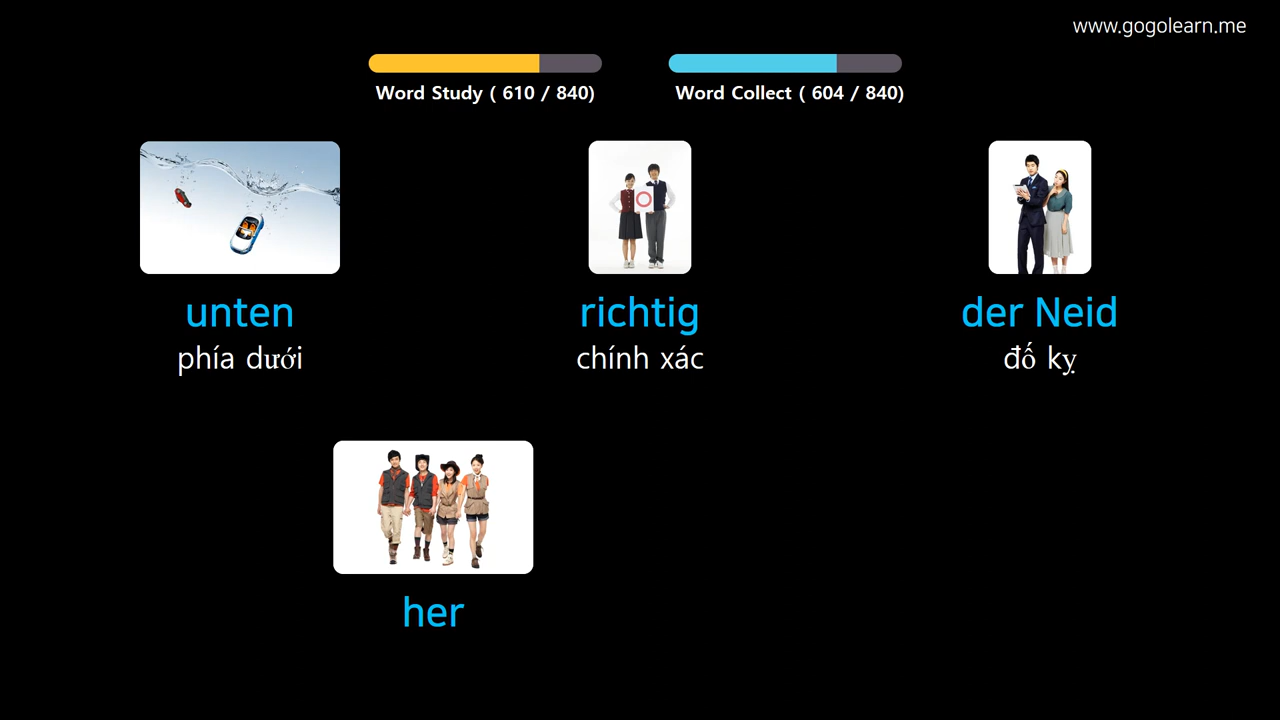 www.gogolearn.me
Word Study ( 610 / 840)
Word Collect ( 604 / 840)
unten
phía dưới
richtig
chính xác
der Neid
đố kỵ
her